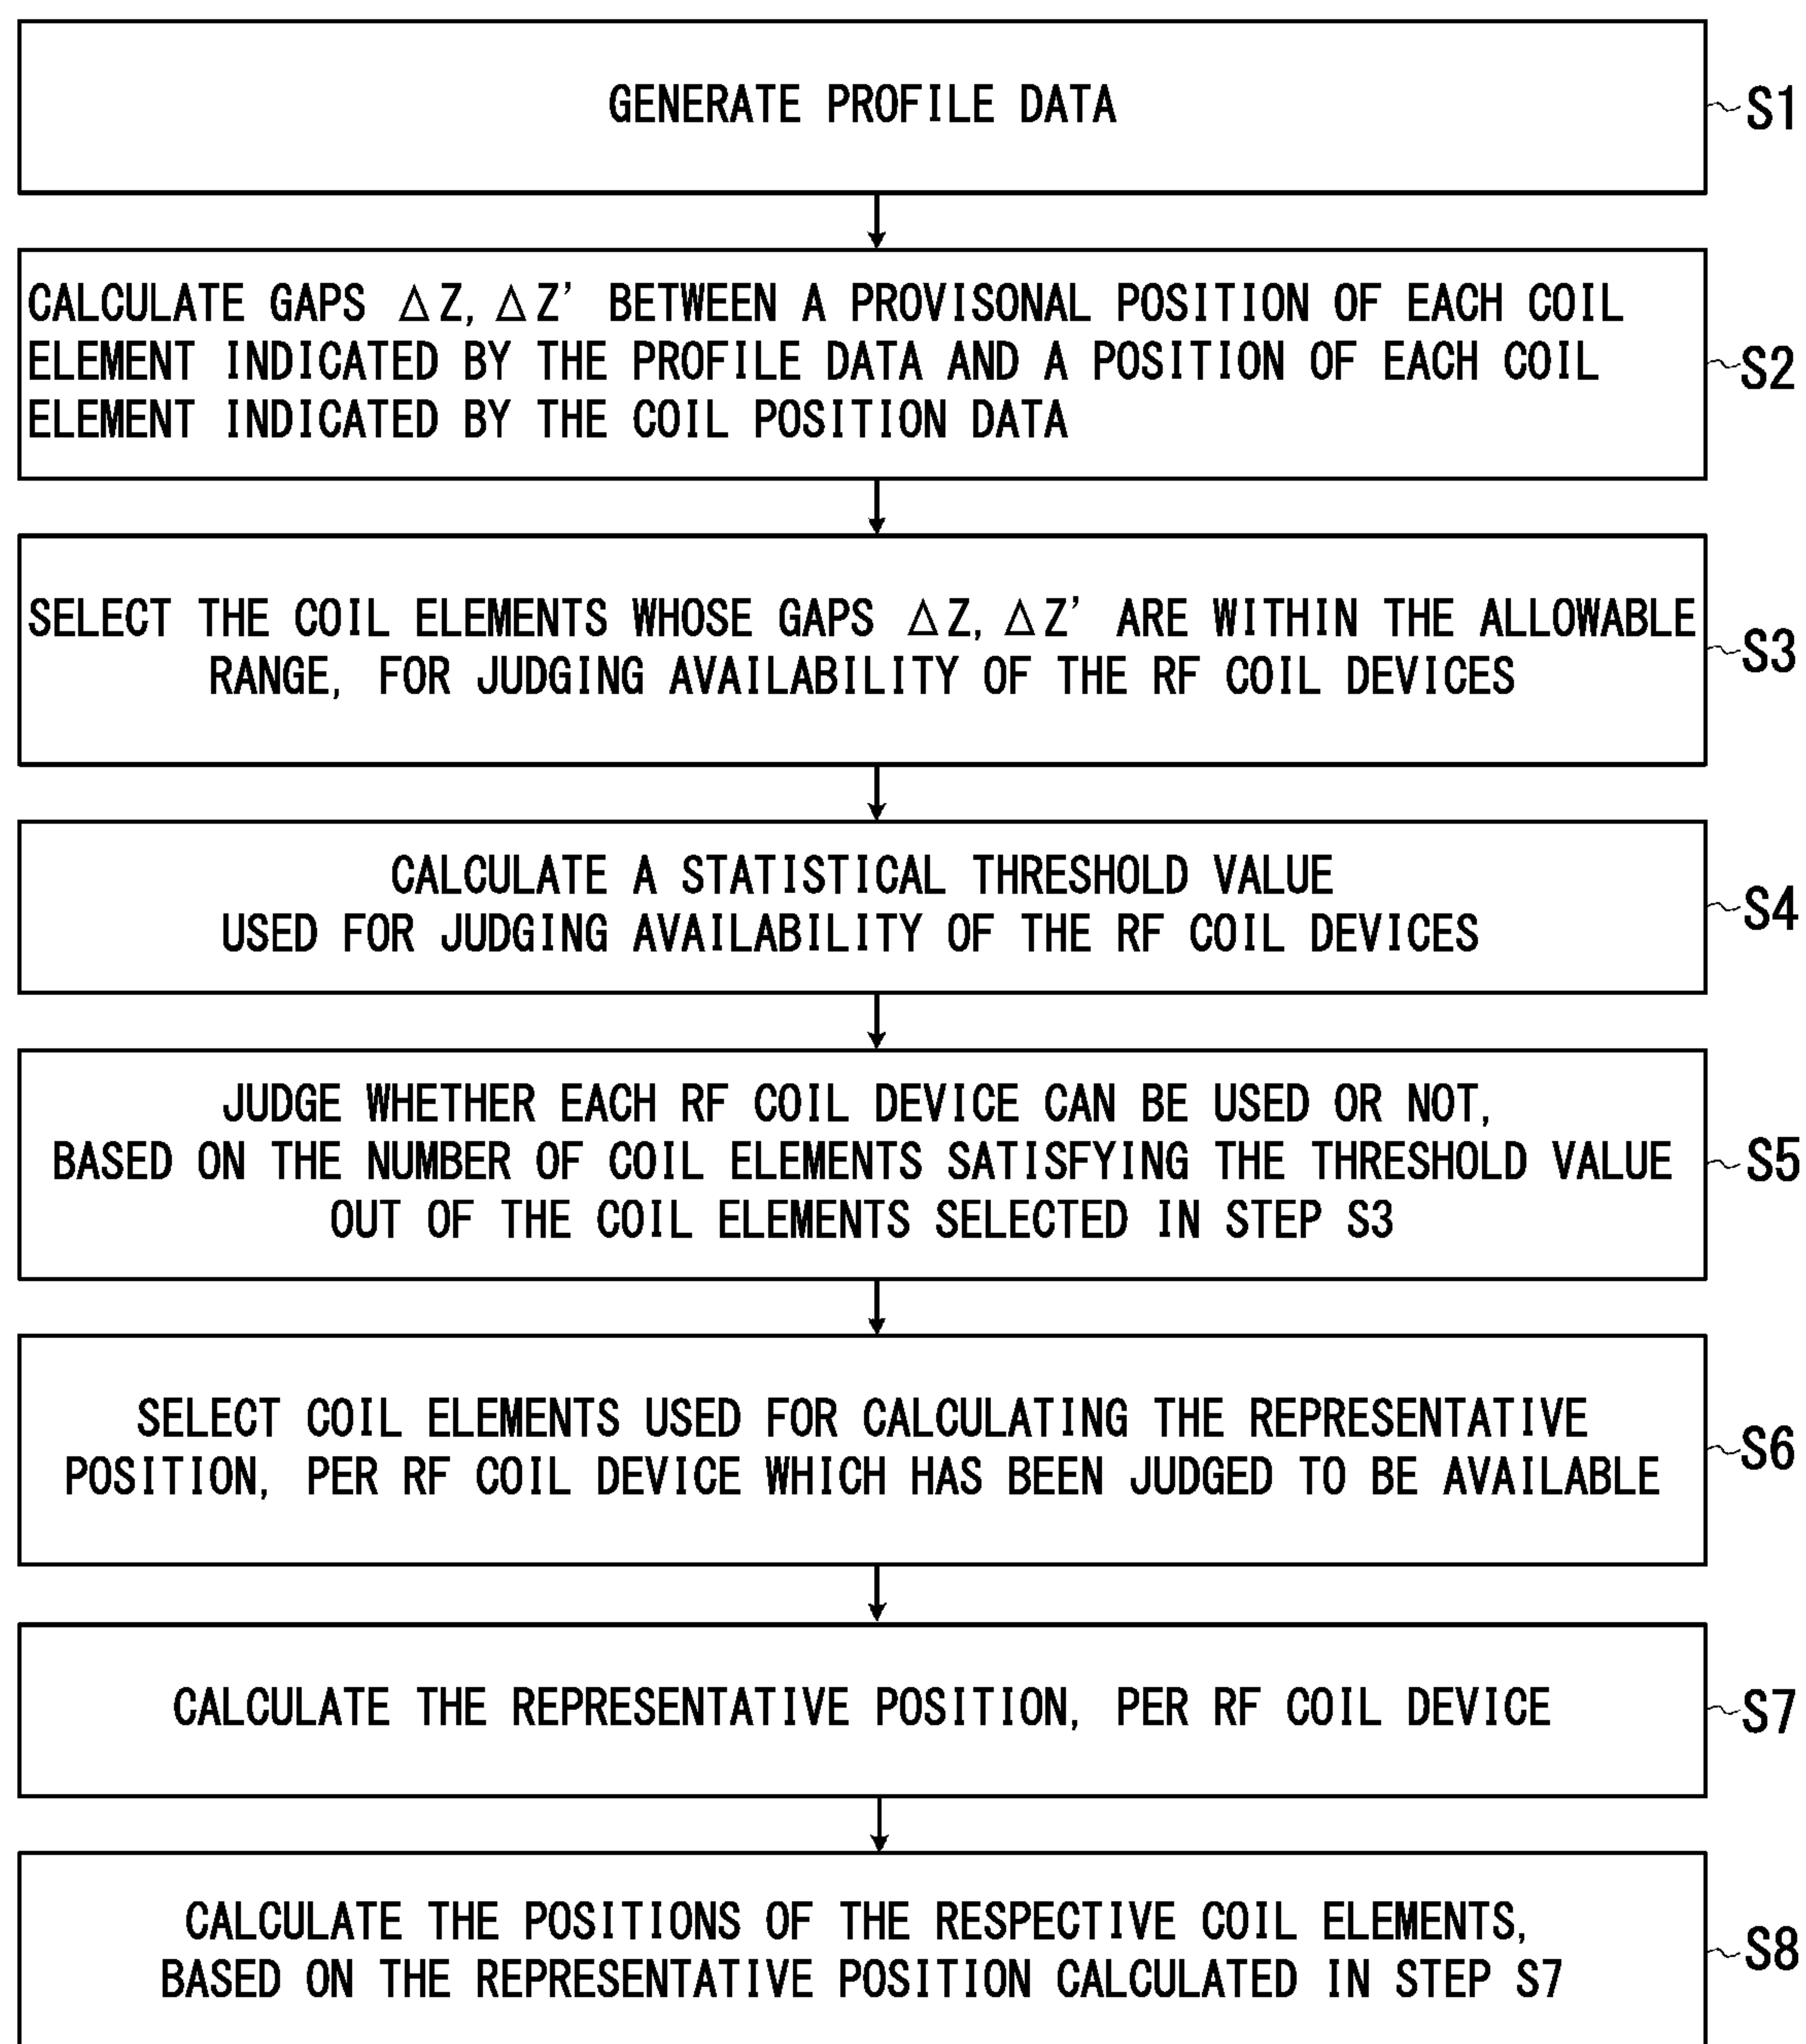 GENERATE PROFILE DATA
S1
CALCULATE GAPS ΔZ, ΔZ' BETWEEN A PROVISONAL POSITION OF EACH COIL
ELEMENT INDICATED BY THE PROFILE DATA AND A POSITION OF EACH COIL
ELEMENT INDICATED BY THE COIL POSITION DATA
S2
SELECT THE COIL ELEMENTS WHOSE GAPS ΔZ, ΔZ' ARE WITHIN THE ALLOWABLE
RANGE, FOR JUDGING AVAILABILITY OF THE RF COIL DEVICES
S3
CALCULATE A STATISTICAL THRESHOLD VALUE
USED FOR JUDGING AVAILABILITY OF THE RF COIL DEVICES
S4
JUDGE WHETHER EACH RF COIL DEVICE CAN BE USED OR NOT,
BASED ON THE NUMBER OF COIL ELEMENTS SATISFYING THE THRESHOLD VALUE
OUT OF THE COIL ELEMENTS SELECTED IN STEP S3
S5
SELECT COIL ELEMENTS USED FOR CALCULATING THE REPRESENTATIVE
POSITION, PER RF COIL DEVICE WHICH HAS BEEN JUDGED TO BE AVAILABLE
S6
CALCULATE THE REPRESENTATIVE POSITION, PER RF COIL DEVICE
S7
CALCULATE THE POSITIONS OF THE RESPECTIVE COIL ELEMENTS,
BASED ON THE REPRESENTATIVE POSITION CALCULATED IN STEP S7
S8